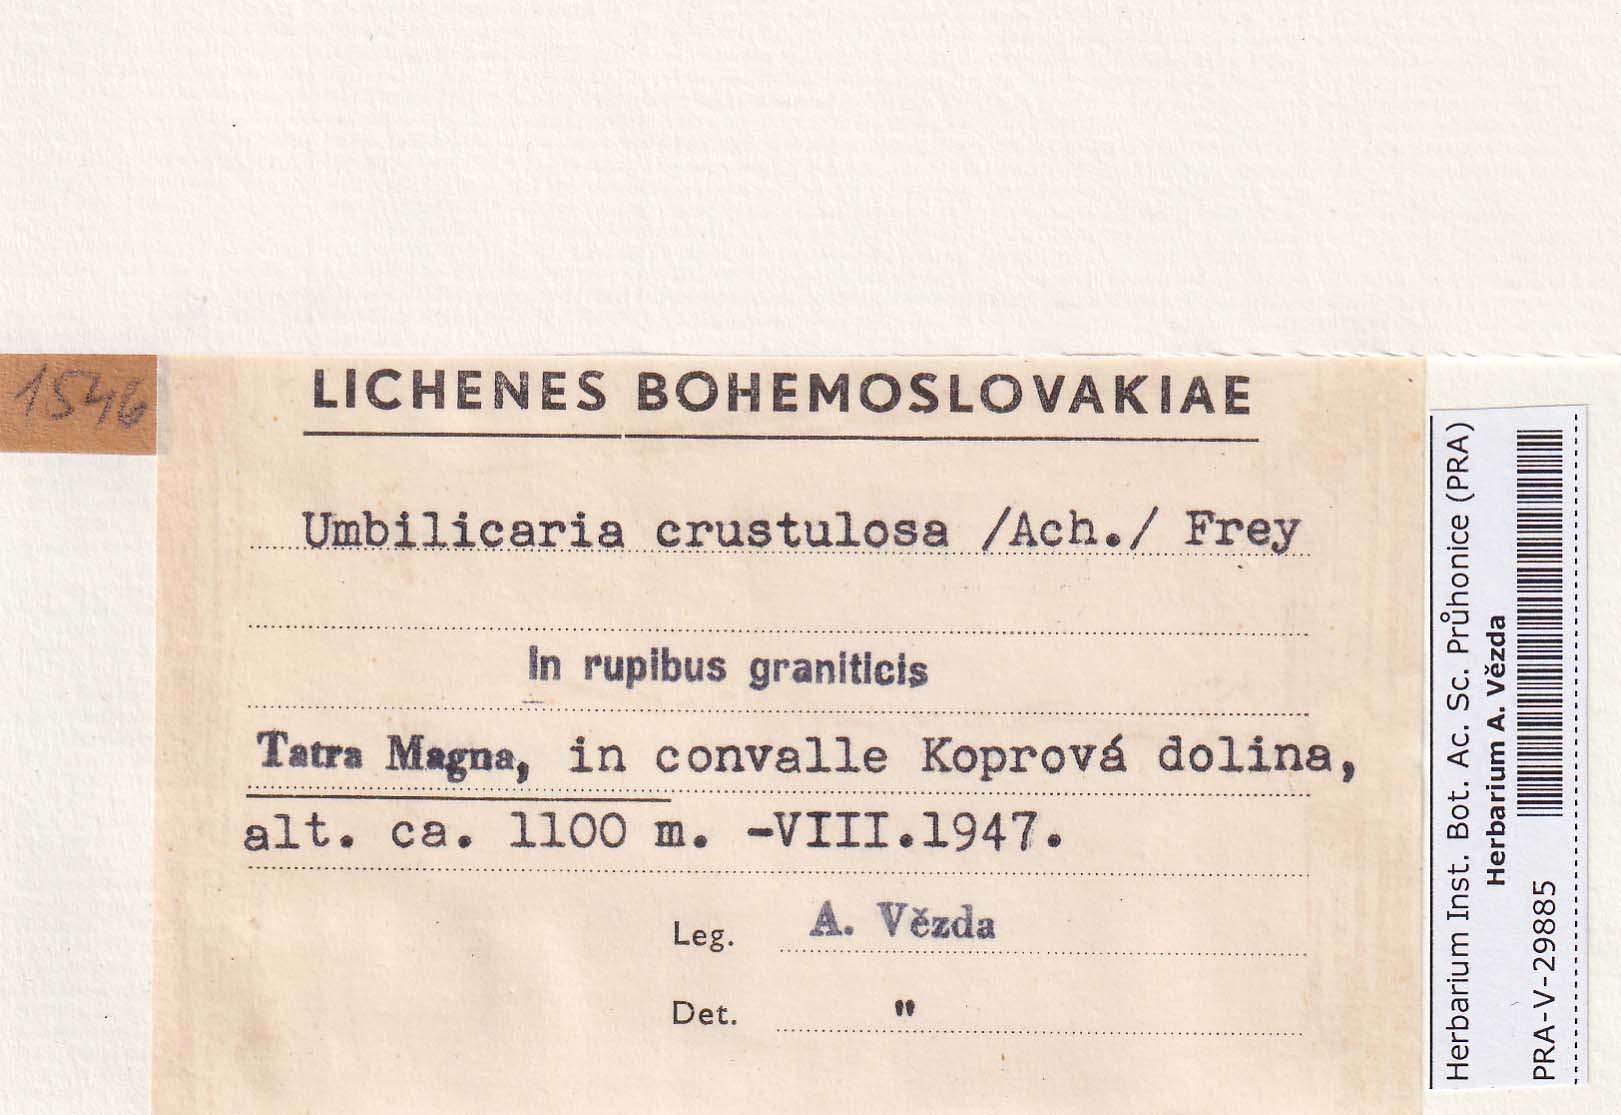 1546
LICHENES BOHEMOSLOVAKIAE
Umbilicaria crustulosa /Ach./ Frey
In rupibus graniticis
Tatra Magna, in convalle Koprová dolina,
alt. ca. 1100 m. -VIII.1947.
Leg. A. Vězda
Det. "
Herbarium Inst. Bot. Ac. Sc. Průhonice (PRA)
Herbarium A. Vězda
PRA-V-29885